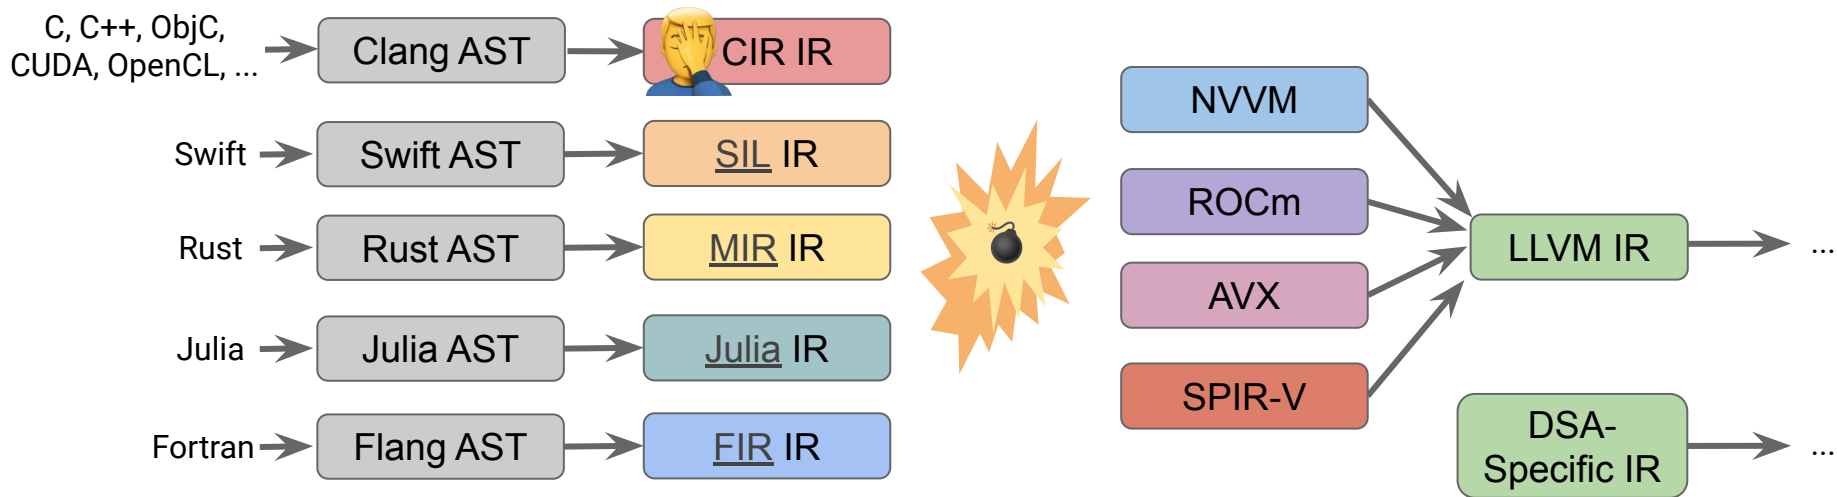 C, C++, ObjC,
CUDA, OpenCL, ...
Clang AST
CIR IR
Swift
Swift AST
SIL IR
Rust
Rust AST
MIR IR
Julia
Julia AST
Julia IR
Fortran
Flang AST
FIR IR
NVVM
ROCm
AVX
SPIR-V
LLVM IR
...
DSA-
Specific IR
...